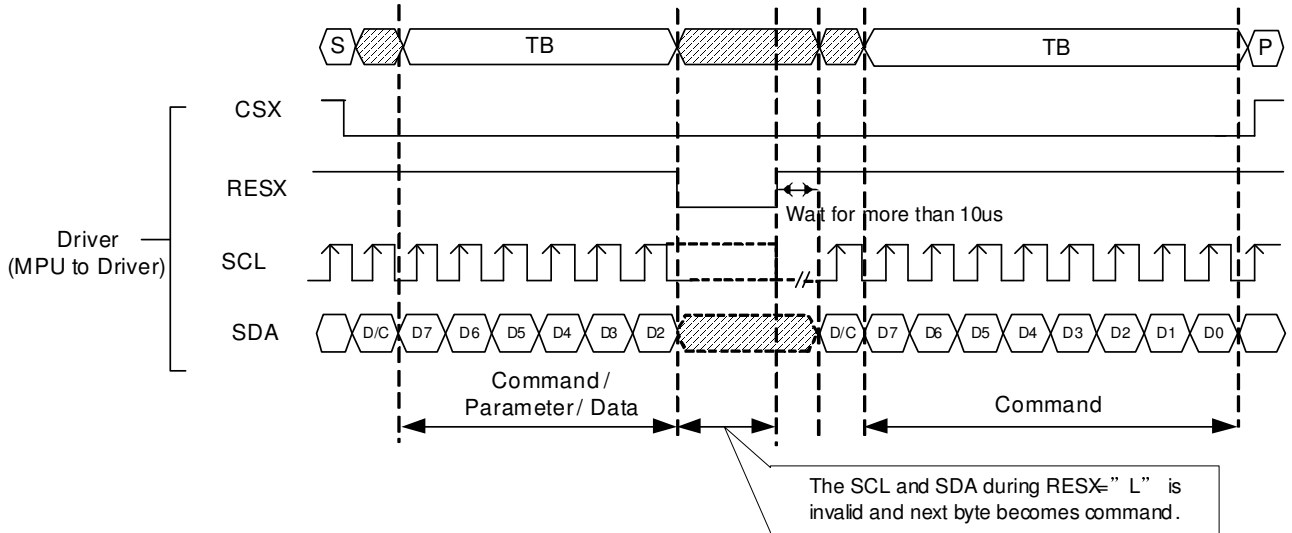 S TB TB P
CSX
RESX
Wait for more than 10us
Driver
(MPU to Driver)
SCL
SDA D/C D7 D6 D5 D4 D3 D2 D/C D7 D6 D5 D4 D3 D2 D1 D0
Command/
Parameter/ Data
Command
The SCL and SDA during RESX=”L” is
invalid and next byte becomes command.